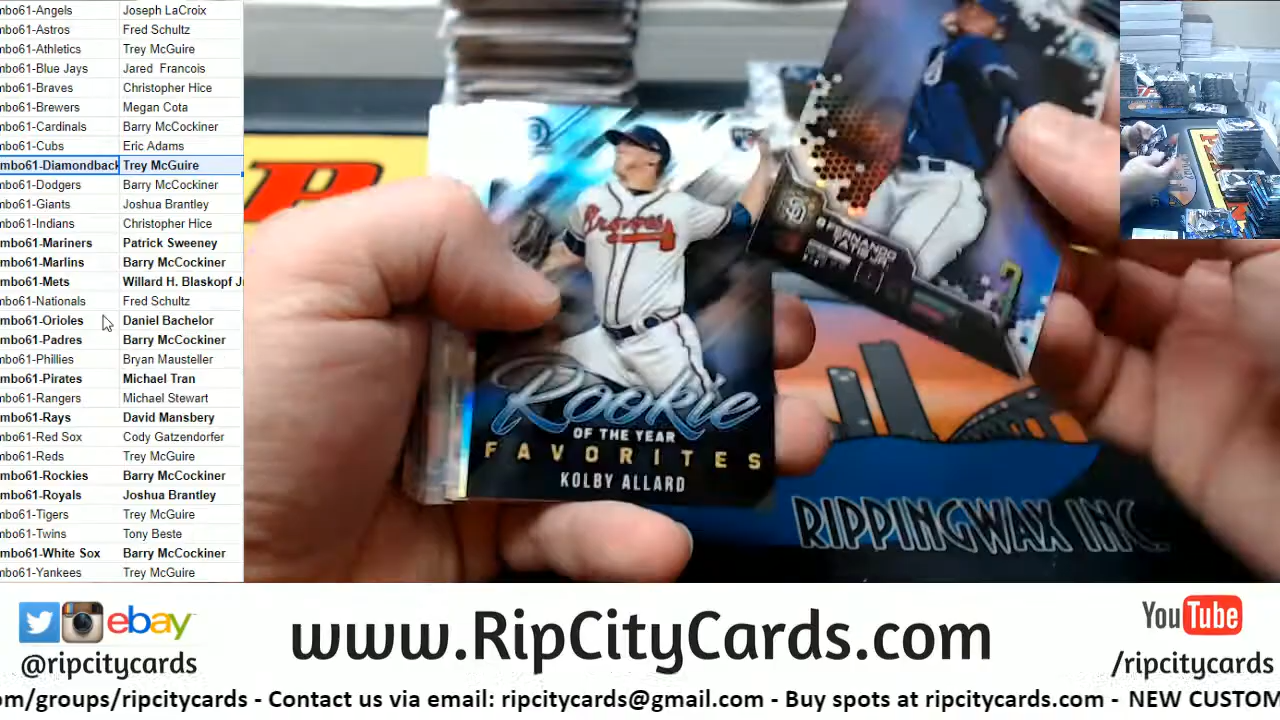 mbo61-Angels Joseph LaCroix
mbo61-Astros Fred Schultz
mbo61-Athletics Trey McGuire
mbo61-Blue Jays Jared Francois
mbo61-Braves Christopher Hice
mbo61-Brewers Megan Cota
mbo61-Cardinals Barry McCockiner
mbo61-Cubs Eric Adams
mbo61-Diamondback Trey McGuire
mbo61-Dodgers Barry McCockiner
mbo61-Giants Joshua Brantley
mbo61-Indians Christopher Hice
mbo61-Mariners Patrick Sweeney
mbo61-Marlins Barry McCockiner
mbo61-Mets Willard H. Blaskopf Jr
mbo61-Nationals Fred Schultz
mbo61-Orioles Daniel Bachelor
mbo61-Padres Barry McCockiner
mbo61-Phillies Bryan Mausteller
mbo61-Pirates Michael Tran
mbo61-Rangers Michael Stewart
mbo61-Rays David Mansbery
mbo61-Red Sox Cody Gatzendorfer
mbo61-Reds Trey McGuire
mbo61-Rockies Barry McCockiner
mbo61-Royals Joshua Brantley
mbo61-Tigers Trey McGuire
mbo61-Twins Tony Beste
mbo61-White Sox Barry McCockiner
mbo61-Yankees Trey McGuire
Braves
Rookie
OF THE YEAR
FAVORITES
KOLBY ALLARD
SD
FERNANDO
TATIS JR.
RIPPINGWAX INC.
ebay
@ripcitycards
www.RipCityCards.com
YouTube
/ripcitycards
om/groups/ripcitycards - Contact us via email: ripcitycards@gmail.com - Buy spots at ripcitycards.com - NEW CUSTOM